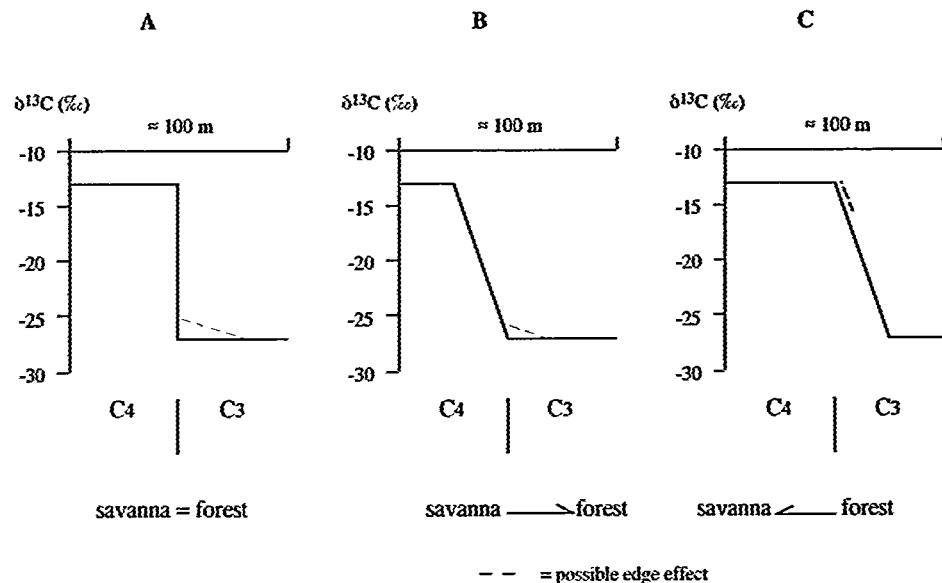 A B C
δ¹³C (‰) δ¹³C (‰) δ¹³C (‰)
≈ 100 m ≈ 100 m ≈ 100 m
-10 -10 -10
-15 -15 -15
-20 -20 -20
-25 -25 -25
-30 -30 -30
C4 C3 C4 C3 C4 C3
savanna = forest savanna forest savanna forest
= possible edge effect